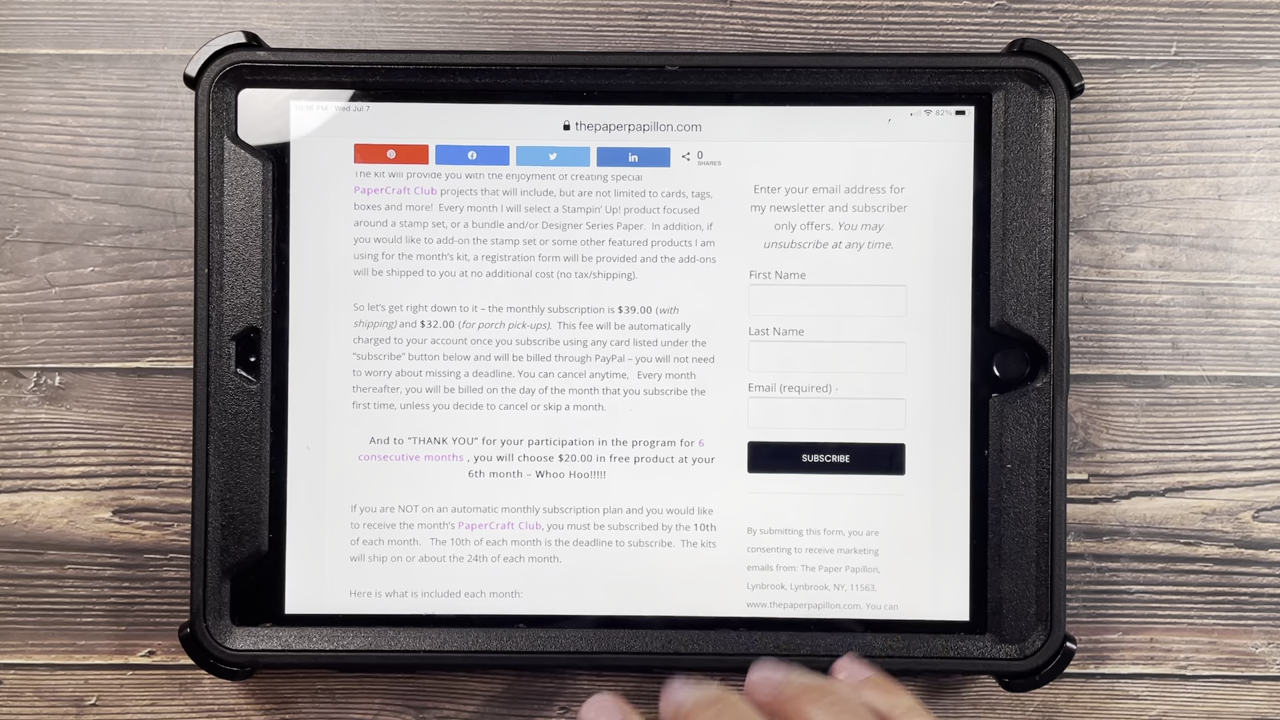 Wed Jul 7
82%
thepaperpapillon.com
in
0
SHARES
The kit will provide you with the enjoyment of creating special
PaperCraft Club projects that will include, but are not limited to cards, tags,
boxes and more! Every month I will select a Stampin' Up! product focused
around a stamp set, or a bundle and/or Designer Series Paper. In addition, if
you would like to add-on the stamp set or some other featured products I am
using for the month's kit, a registration form will be provided and the add-ons
will be shipped to you at no additional cost (no tax/shipping).
So let's get right down to it – the monthly subscription is $39.00 (with
shipping) and $32.00 (for porch pick-ups). This fee will be automatically
changed to your account once you subscribe using any card listed under the
"subscribe" button below and will be billed through PayPal – you will not need
to worry about missing a deadline. You can cancel anytime, Every month
thereafter, you will be billed on the day of the month that you subscribe the
first time, unless you decide to cancel or skip a month.
And to "THANK YOU" for your participation in the program for 6
consecutive months , you will choose $20.00 in free product at your
6th month – Whoo Hoo!!!!!
If you are NOT on an automatic monthly subscription plan and you would like
to receive the month's PaperCraft Club, you must be subscribed by the 10th
of each month. The 10th of each month is the deadline to subscribe. The kits
will ship on or about the 24th of each month.
Here is what is included each month:
Enter your email address for
my newsletter and subscriber
only offers. You may
unsubscribe at any time.
First Name
Last Name
Email (required) *
SUBSCRIBE
By submitting this form, you are
consenting to receive marketing
emails from: The Paper Papillon,
Lynbrook, Lynbrook, NY, 11563,
www.thepaperpapillon.com. You can